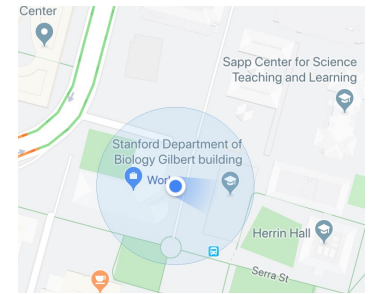 Center
Sapp Center for Science
Teaching and Learning
Stanford Department of
Biology Gilbert building
Herrin Hall
Serra St